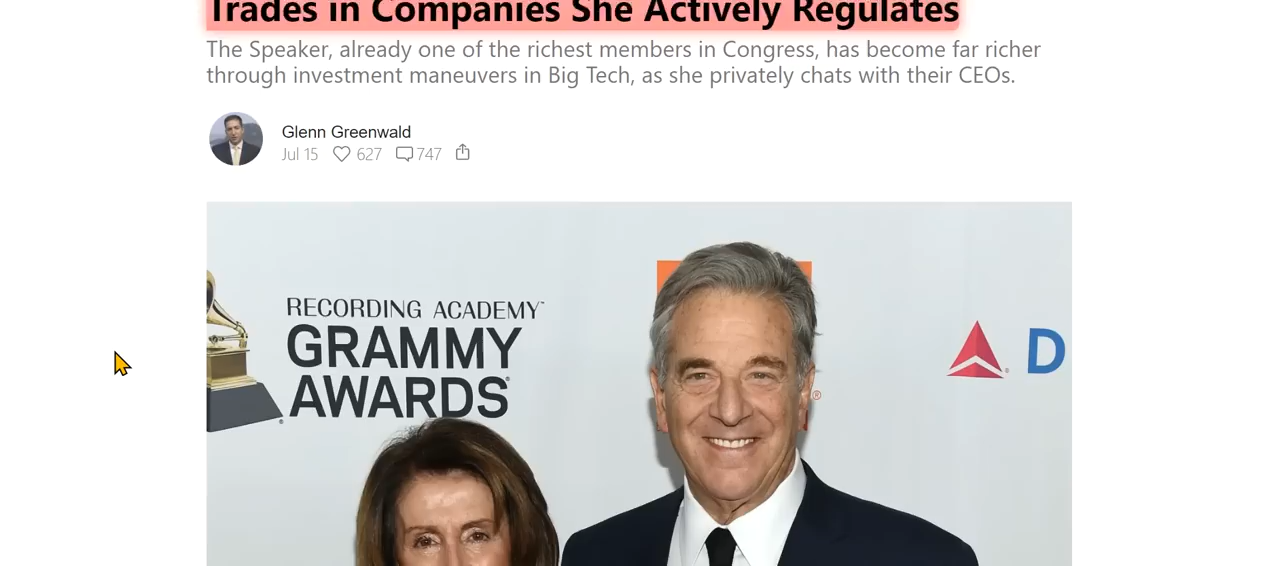 Trades in Companies She Actively Regulates
The Speaker, already one of the richest members in Congress, has become far richer
through investment maneuvers in Big Tech, as she privately chats with their CEOs.
Glenn Greenwald
Jul 15 627 747
RECORDING ACADEMY™
GRAMMY
AWARDS®
D